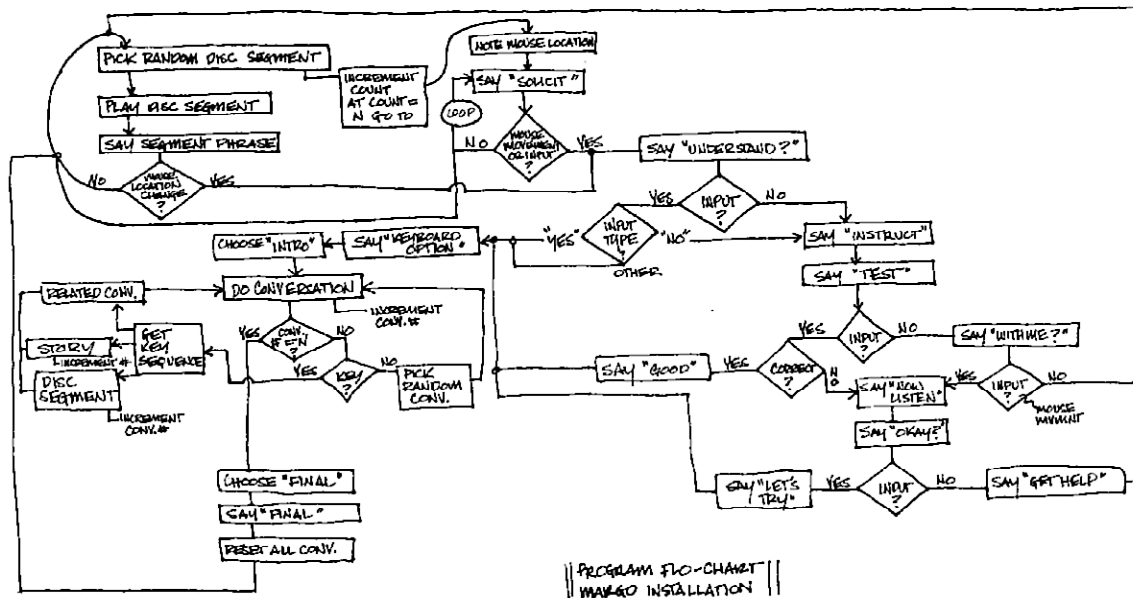 PICK RANDOM DISC SEGMENT
PLAY DISC SEGMENT
SAY SEGMENT PHRASE
MOUSE
LOCATION
CHANGE
?
NO
YES
INCREMENT
COUNT
AT COUNT =
N GO TO
NOTE MOUSE LOCATION
SAY "SOLICIT"
LOOP
MOUSE
MOVEMENT
OR INPUT
?
NO
YES
SAY "UNDERSTAND?"
INPUT
?
YES
NO
INPUT
TYPE
?
"YES"
"NO"
OTHER
SAY "INSTRUCT"
SAY "TEST"
INPUT
?
YES
NO
SAY "WITH ME?"
CORRECT
?
YES
NO
SAY "NOW
LISTEN"
INPUT
?
YES
NO
MOUSE
MVMNT
SAY "GOOD"
SAY "OKAY?"
INPUT
?
YES
NO
SAY "LET'S
TRY"
SAY "GET HELP"
CHOOSE "INTRO"
SAY "KEYBOARD
OPTION"
DO CONVERSATION
INCREMENT
CONV. #
CONV.
# = N
?
YES
NO
KEY
?
YES
NO
PICK
RANDOM
CONV.
RELATED CONV.
GET
KEY
SEQUENCE
STORY
INCREMENT #
DISC
SEGMENT
INCREMENT
CONV. #
CHOOSE "FINAL"
SAY "FINAL"
RESET ALL CONV.
PROGRAM FLO-CHART
MARGO INSTALLATION